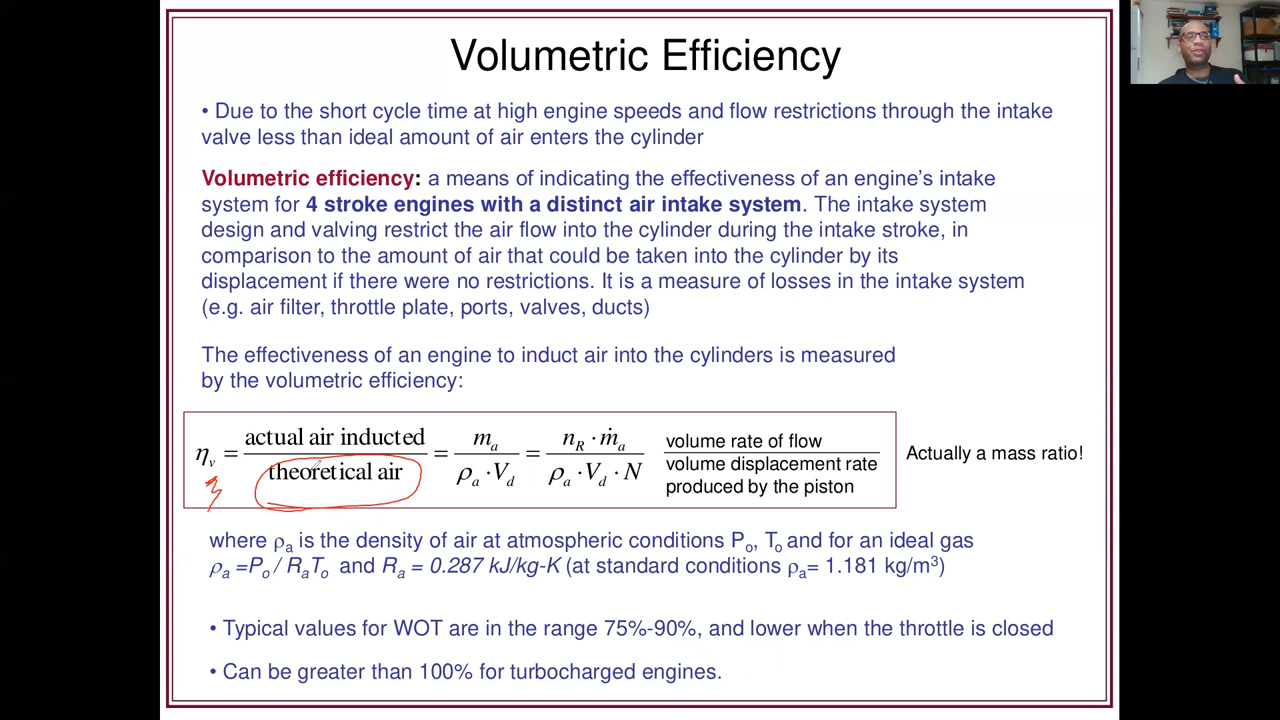 Volumetric Efficiency
• Due to the short cycle time at high engine speeds and flow restrictions through the intake
valve less than ideal amount of air enters the cylinder
Volumetric efficiency: a means of indicating the effectiveness of an engine's intake
system for 4 stroke engines with a distinct air intake system. The intake system
design and valving restrict the air flow into the cylinder during the intake stroke, in
comparison to the amount of air that could be taken into the cylinder by its
displacement if there were no restrictions. It is a measure of losses in the intake system
(e.g. air filter, throttle plate, ports, valves, ducts)
The effectiveness of an engine to induct air into the cylinders is measured
by the volumetric efficiency:
η_v = actual air inducted / theoretical air = m_a / ρ_a · V_d = n_R · ṁ_a / ρ_a · V_d · N
volume rate of flow
volume displacement rate
produced by the piston
Actually a mass ratio!
where ρ_a is the density of air at atmospheric conditions P_o, T_o and for an ideal gas
ρ_a =P_o / R_aT_o and R_a = 0.287 kJ/kg-K (at standard conditions ρ_a= 1.181 kg/m³)
• Typical values for WOT are in the range 75%-90%, and lower when the throttle is closed
• Can be greater than 100% for turbocharged engines.